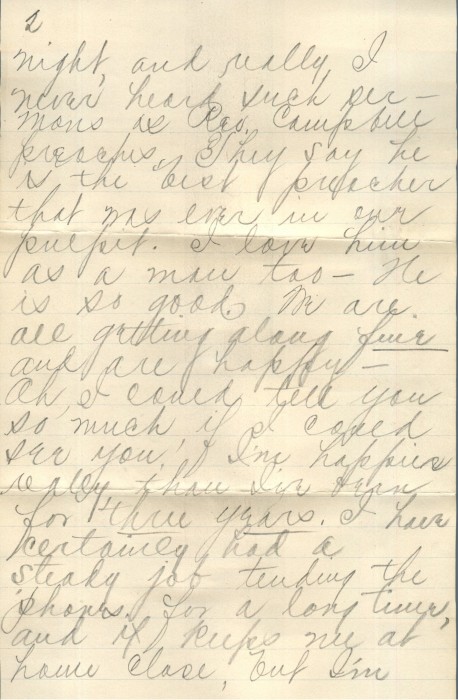 2
night, and really I
never heard such ser-
mons as Rev. Campbell
preaches. They say he
is the best preacher
that was ever in our
pulpit. I love him
as a man too - He
is so good. We are
all getting along fine
and are happy -
Oh, I could tell you
so much if I could
see you! I'm happier
really, than I've been
for three years. I have
certainly had a
steady job tending the
phones for a long time,
and it keeps me at
home close, but I'm